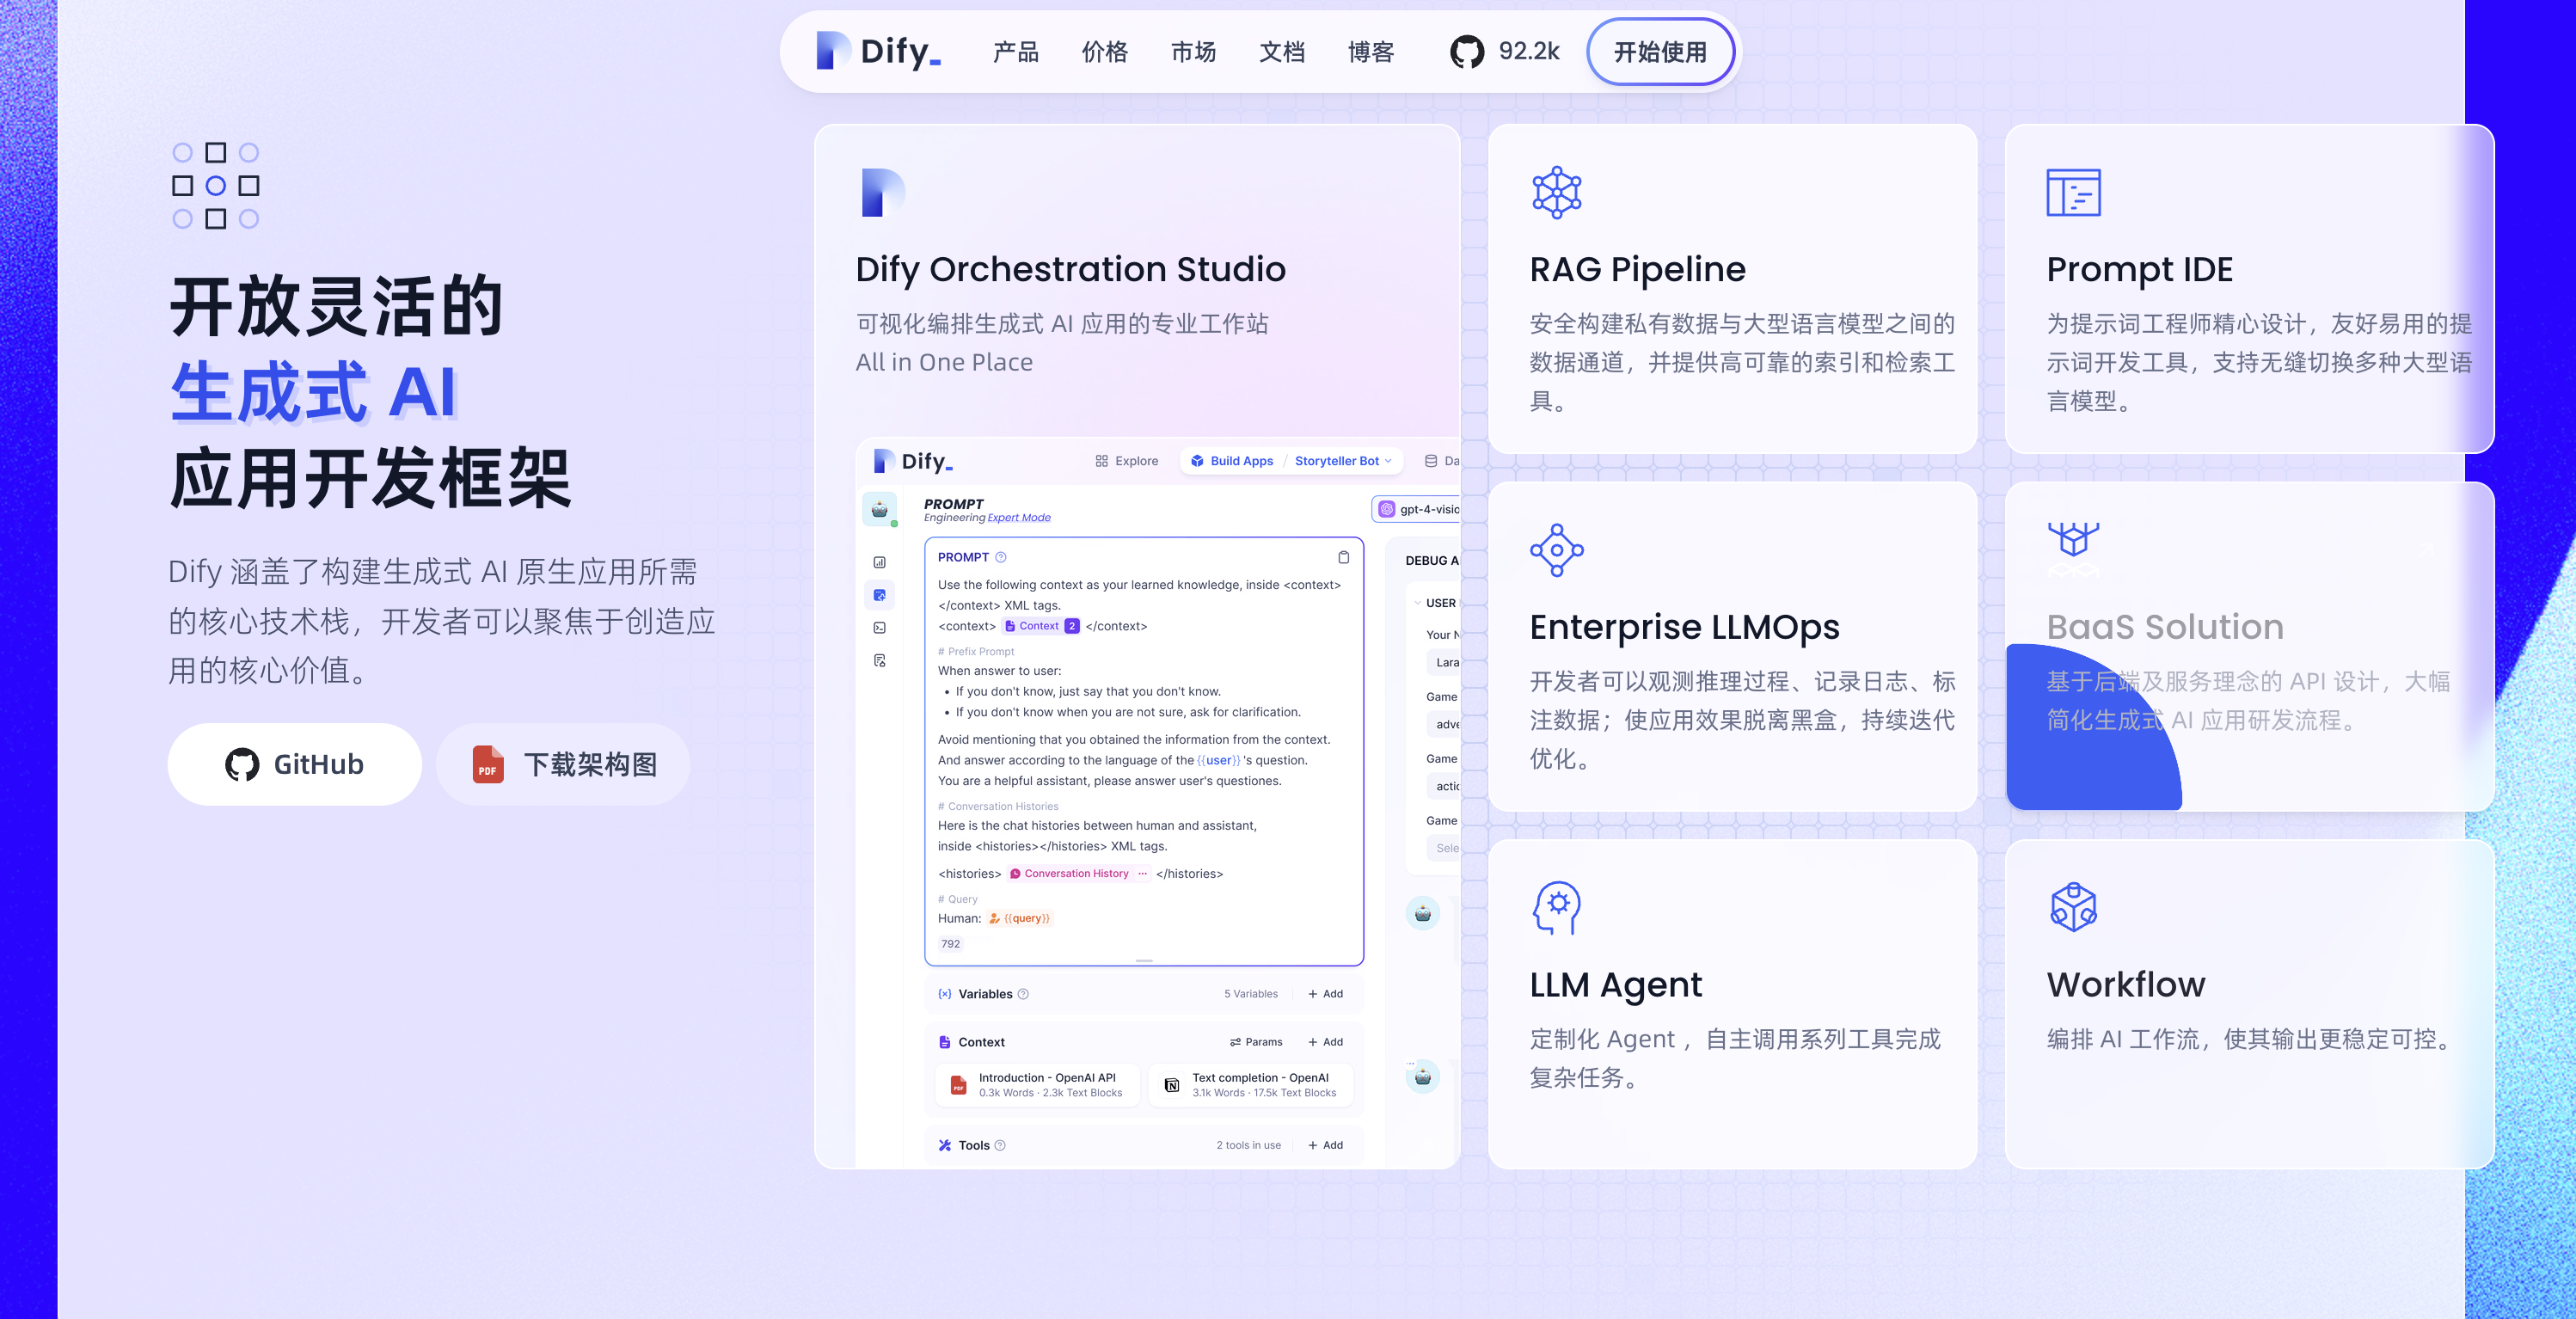 Dify_
产品
价格
市场
文档
博客
92.2k
开始使用
开放灵活的
生成式 AI
应用开发框架
Dify 涵盖了构建生成式 AI 原生应用所需
的核心技术栈，开发者可以聚焦于创造应
用的核心价值。
GitHub
PDF
下载架构图
Dify Orchestration Studio
可视化编排生成式 AI 应用的专业工作站
All in One Place
Dify_
Explore
Build Apps / Storyteller Bot
Da
PROMPT
Engineering Expert Mode
gpt-4-visio
PROMPT
Use the following context as your learned knowledge, inside <context>
</context> XML tags.
<context> Context 2 </context>
# Prefix Prompt
When answer to user:
• If you don't know, just say that you don't know.
• If you don't know when you are not sure, ask for clarification.
Avoid mentioning that you obtained the information from the context.
And answer according to the language of the {{user}} 's question.
You are a helpful assistant, please answer user's questiones.
# Conversation Histories
Here is the chat histories between human and assistant,
inside <histories></histories> XML tags.
<histories> Conversation History ··· </histories>
# Query
Human: {{query}}
792
DEBUG A
USER
Your N
Lara
Game
adve
Game
actio
Game
Sele
{x} Variables
5 Variables
+ Add
Context
Params
+ Add
PDF
Introduction - OpenAI API
0.3k Words · 2.3k Text Blocks
Text completion - OpenAI
3.1k Words · 17.5k Text Blocks
Tools
2 tools in use
+ Add
RAG Pipeline
安全构建私有数据与大型语言模型之间的
数据通道，并提供高可靠的索引和检索工
具。
Prompt IDE
为提示词工程师精心设计，友好易用的提
示词开发工具，支持无缝切换多种大型语
言模型。
Enterprise LLMOps
开发者可以观测推理过程、记录日志、标
注数据；使应用效果脱离黑盒，持续迭代
优化。
BaaS Solution
基于后端及服务理念的 API 设计，大幅
简化生成式 AI 应用研发流程。
LLM Agent
定制化 Agent ，自主调用系列工具完成
复杂任务。
Workflow
编排 AI 工作流，使其输出更稳定可控。